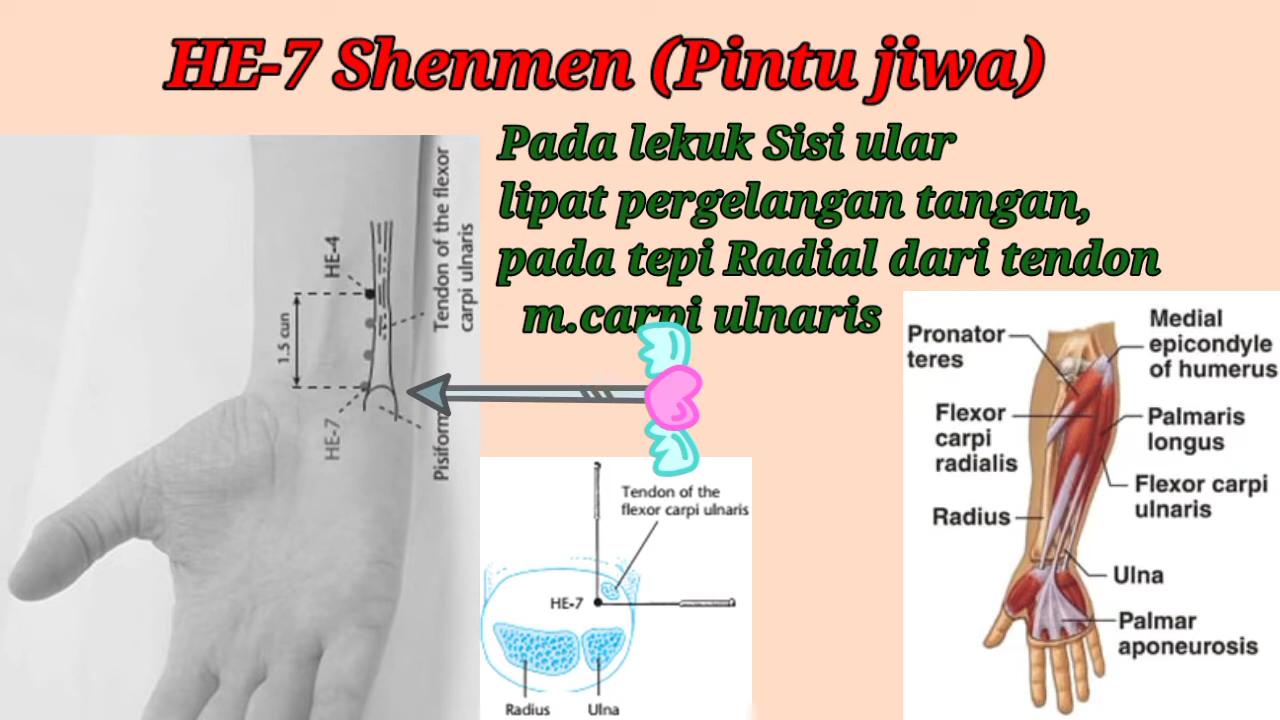 HE-7 Shenmen (Pintu jiwa)
Pada lekuk Sisi ular
lipat pergelangan tangan,
pada tepi Radial dari tendon
m.carpi ulnaris
HE-4
Tendon of the flexor
carpi ulnaris
1.5 cun
HE-7
Pisiform
Tendon of the
flexor carpi ulnaris
HE-7
Radius
Ulna
Pronator
teres
Flexor
carpi
radialis
Radius
Medial
epicondyle
of humerus
Palmaris
longus
Flexor carpi
ulnaris
Ulna
Palmar
aponeurosis